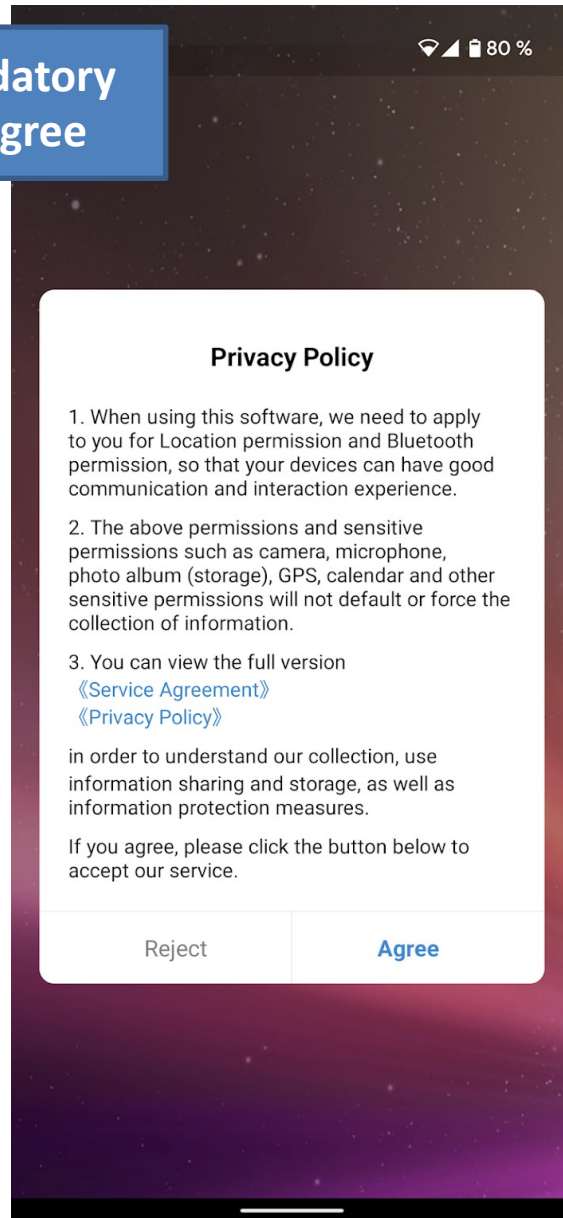 datory
gree
80 %
Privacy Policy
1. When using this software, we need to apply
to you for Location permission and Bluetooth
permission, so that your devices can have good
communication and interaction experience.
2. The above permissions and sensitive
permissions such as camera, microphone,
photo album (storage), GPS, calendar and other
sensitive permissions will not default or force the
collection of information.
3. You can view the full version
《Service Agreement》
《Privacy Policy》
in order to understand our collection, use
information sharing and storage, as well as
information protection measures.
If you agree, please click the button below to
accept our service.
Reject
Agree